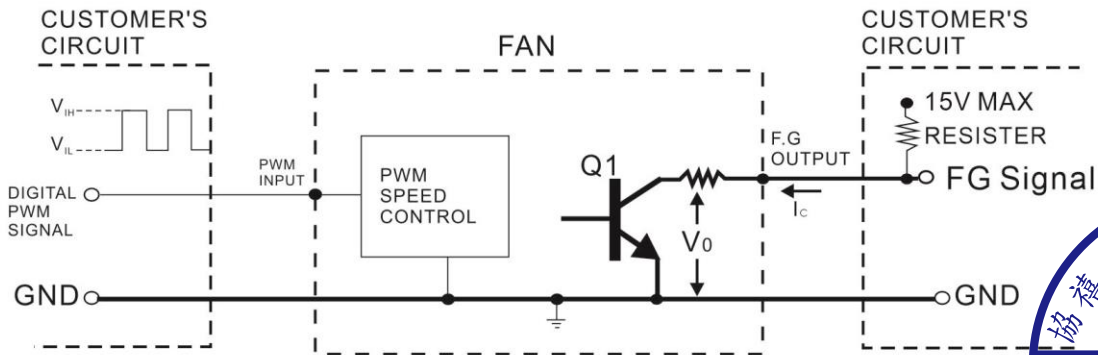 CUSTOMER'S
CIRCUIT
FAN
CUSTOMER'S
CIRCUIT
VIH
VIL
DIGITAL
PWM
SIGNAL
PWM
INPUT
PWM
SPEED
CONTROL
Q1
V0
F.G
OUTPUT
IC
15V MAX
RESISTER
FG Signal
GND
GND
協禧